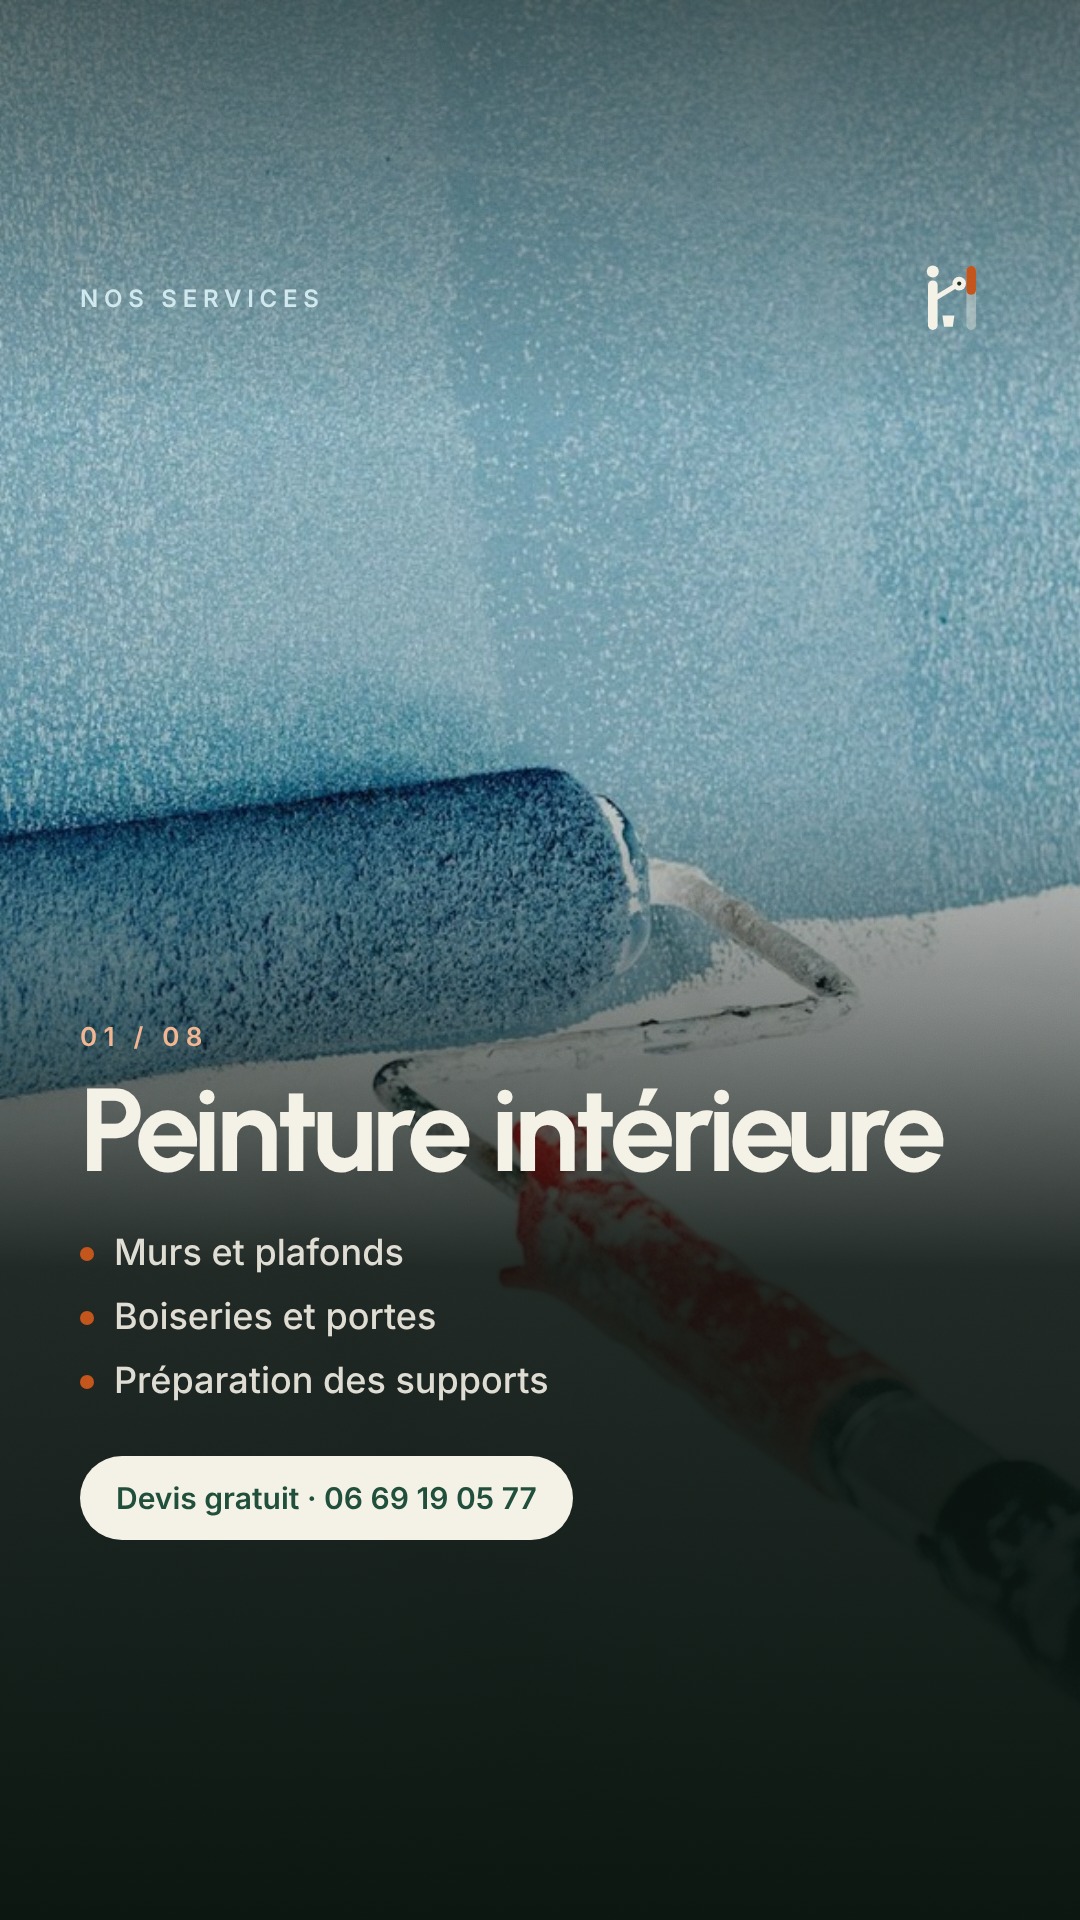 NOS SERVICES
01 / 08
Peinture intérieure
Murs et plafonds
Boiseries et portes
Préparation des supports
Devis gratuit · 06 69 19 05 77